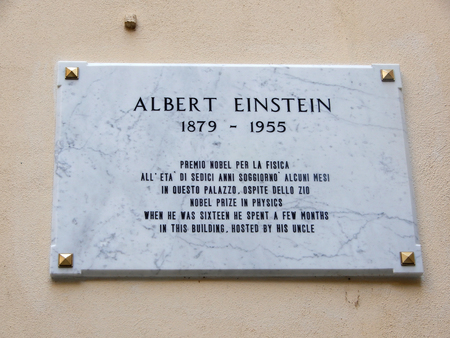 ALBERT EINSTEIN
1879 - 1955
PREMIO NOBEL PER LA FISICA
ALL'ETA' DI SEDICI ANNI SOGGIORNO' ALCUNI MESI
IN QUESTO PALAZZO, OSPITE DELLO ZIO
NOBEL PRIZE IN PHYSICS
WHEN HE WAS SIXTEEN HE SPENT A FEW MONTHS
IN THIS BUILDING, HOSTED BY HIS UNCLE